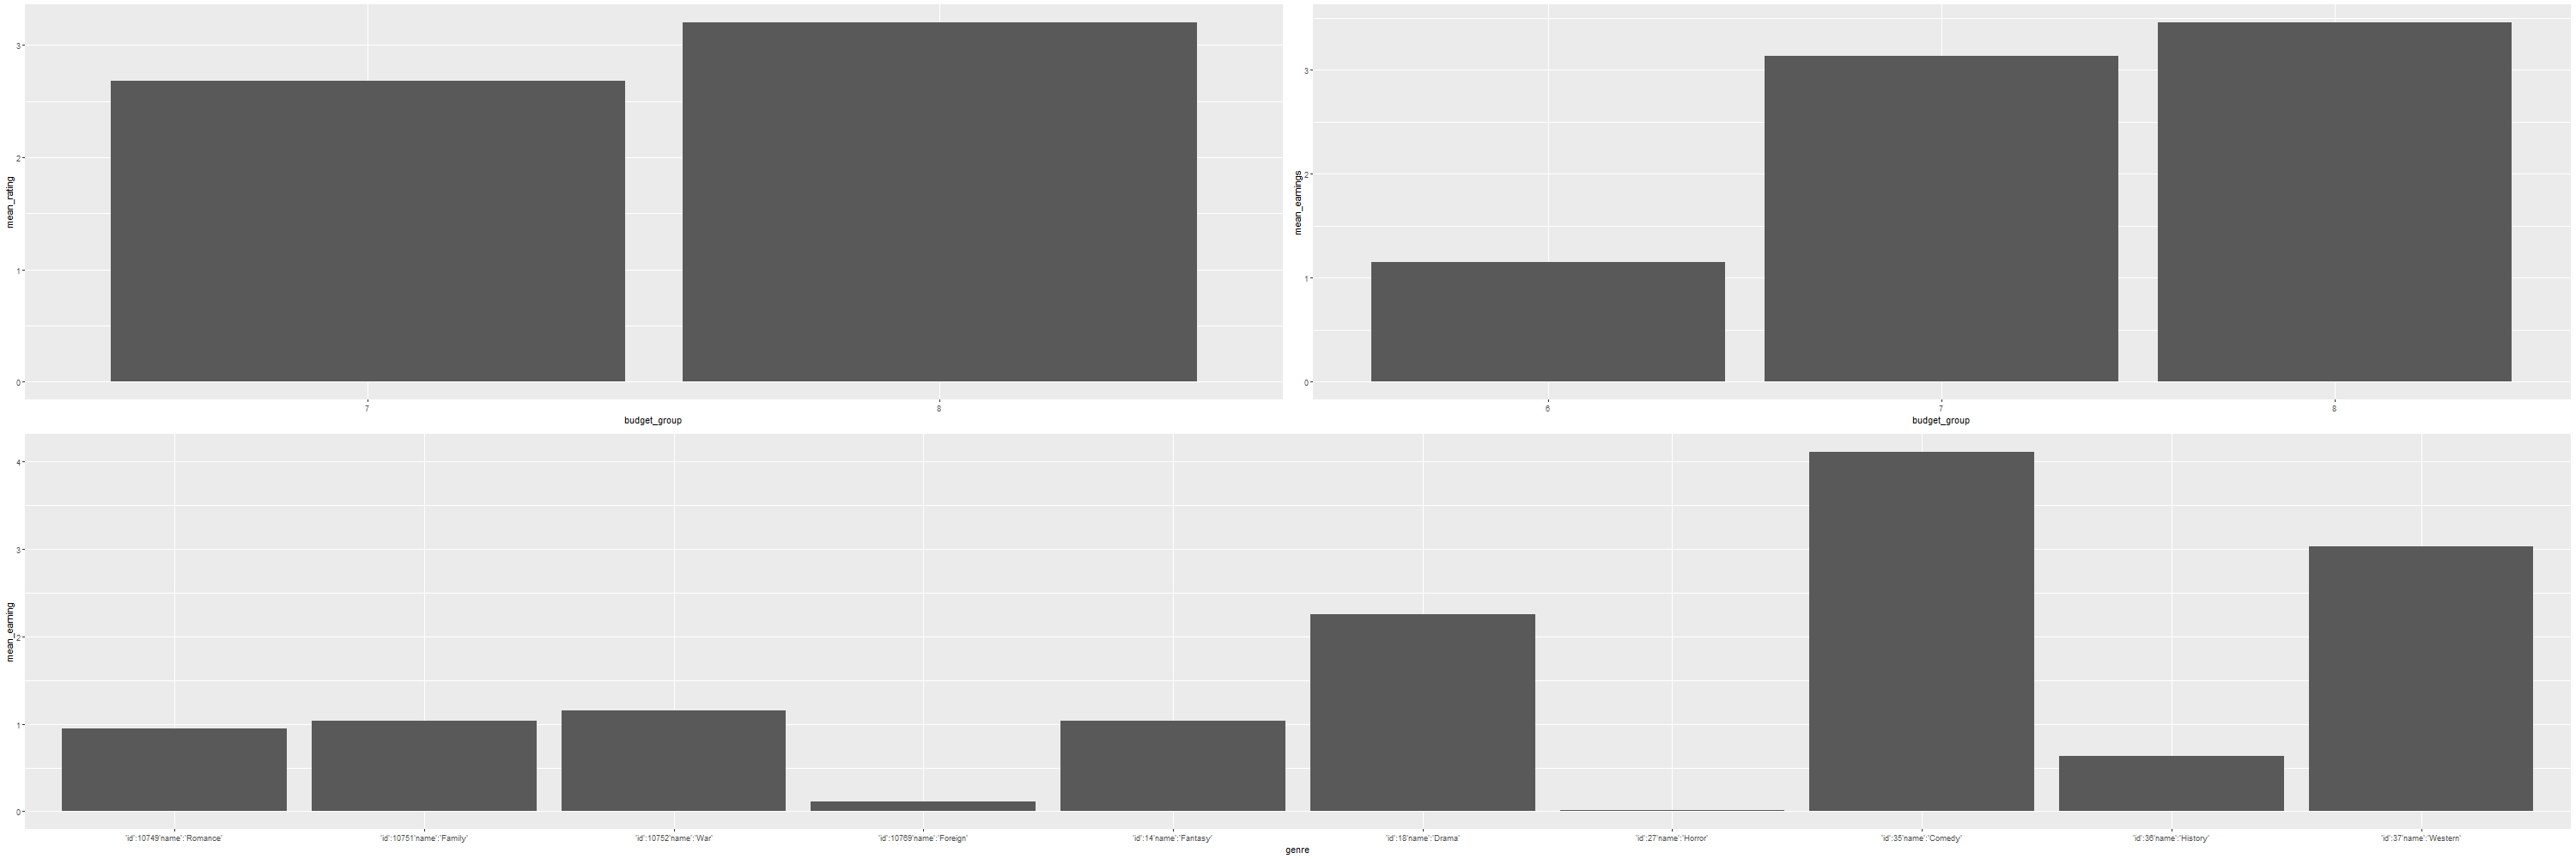 mean_rating
3
2
1
0
7
8
budget_group
mean_earnings
3
2
1
0
6
7
8
budget_group
mean_earning
4
3
2
1
0
'id':10749'name':'Romance'
'id':10751'name':'Family'
'id':10752'name':'War'
'id':10769'name':'Foreign'
'id':14'name':'Fantasy'
'id':18'name':'Drama'
'id':27'name':'Horror'
'id':35'name':'Comedy'
'id':36'name':'History'
'id':37'name':'Western'
genre